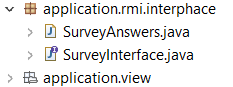 application.rmi.interphace
SurveyAnswers.java
SurveyInterface.java
application.view